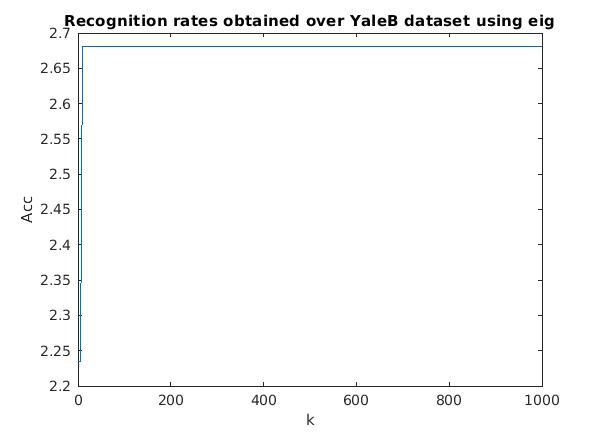 Recognition rates obtained over YaleB dataset using eig
2.7
2.65
2.6
2.55
2.5
2.45
2.4
2.35
2.3
2.25
2.2
Acc
0 200 400 600 800 1000
k